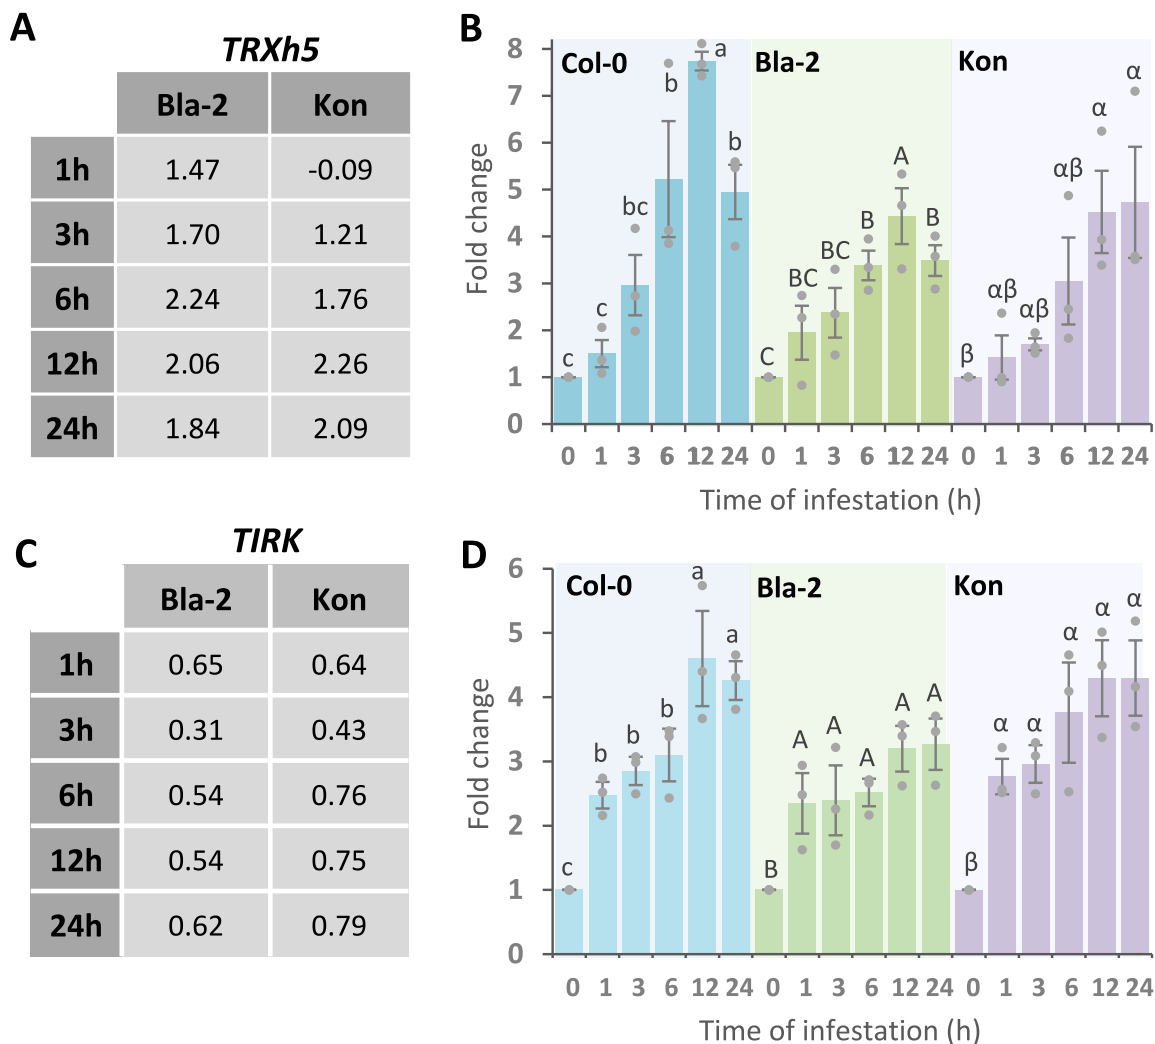 A
TRXh5
Bla-2 Kon
1h 1.47 -0.09
3h 1.70 1.21
6h 2.24 1.76
12h 2.06 2.26
24h 1.84 2.09
B
Col-0 Bla-2 Kon
Fold change
8
7
6
5
4
3
2
1
0
c c bc b a b C BC BC B A B β αβ αβ αβ α α
0 1 3 6 12 24 0 1 3 6 12 24 0 1 3 6 12 24
Time of infestation (h)
C
TIRK
Bla-2 Kon
1h 0.65 0.64
3h 0.31 0.43
6h 0.54 0.76
12h 0.54 0.75
24h 0.62 0.79
D
Col-0 Bla-2 Kon
Fold change
6
5
4
3
2
1
0
c b b b a a B A A A A A β α α α α α
0 1 3 6 12 24 0 1 3 6 12 24 0 1 3 6 12 24
Time of infestation (h)